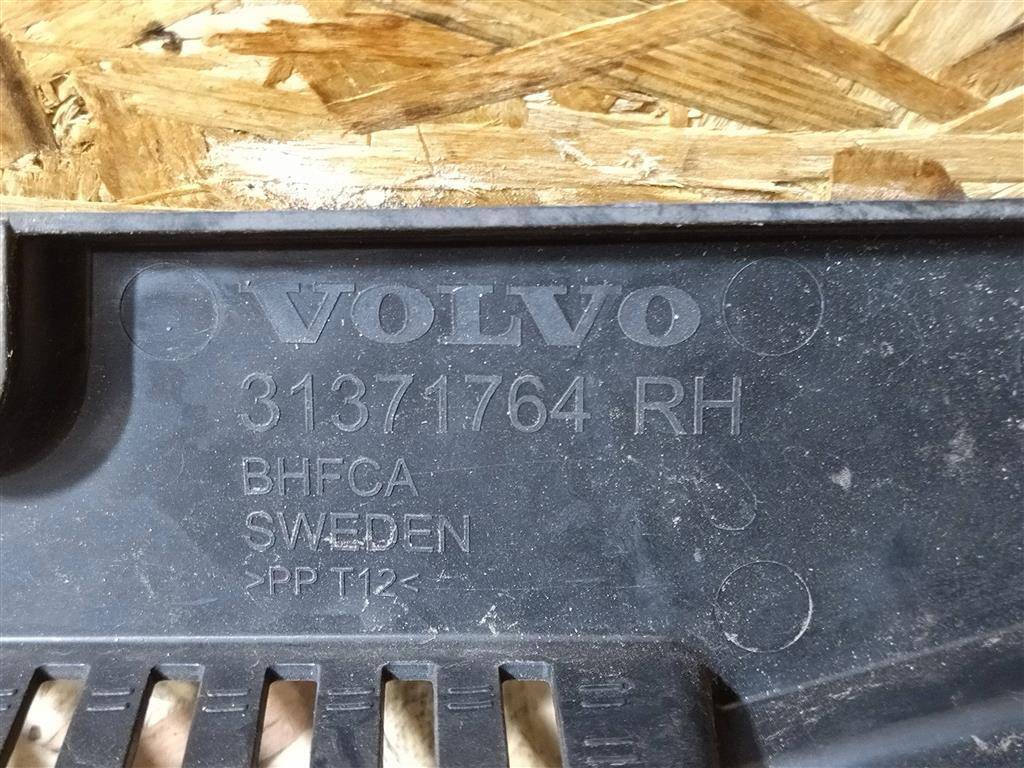 VOLVO
31371764 RH
BHFCA
SWEDEN
>PP T12<